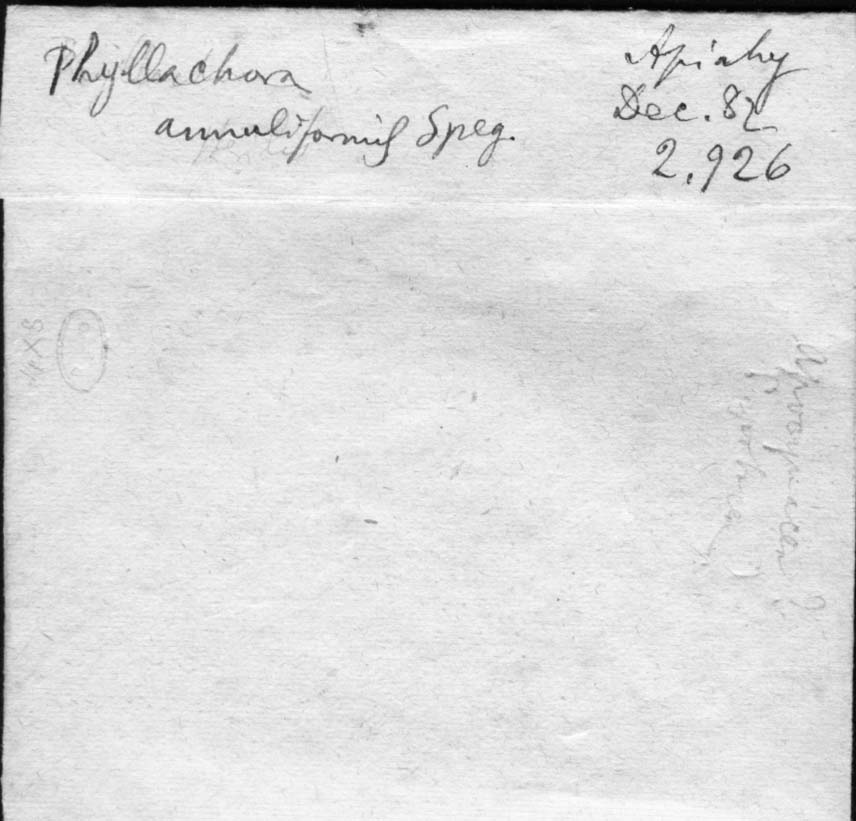 Phyllachora
annuliformis Speg.
Apiahy
Dec. 82
2.926